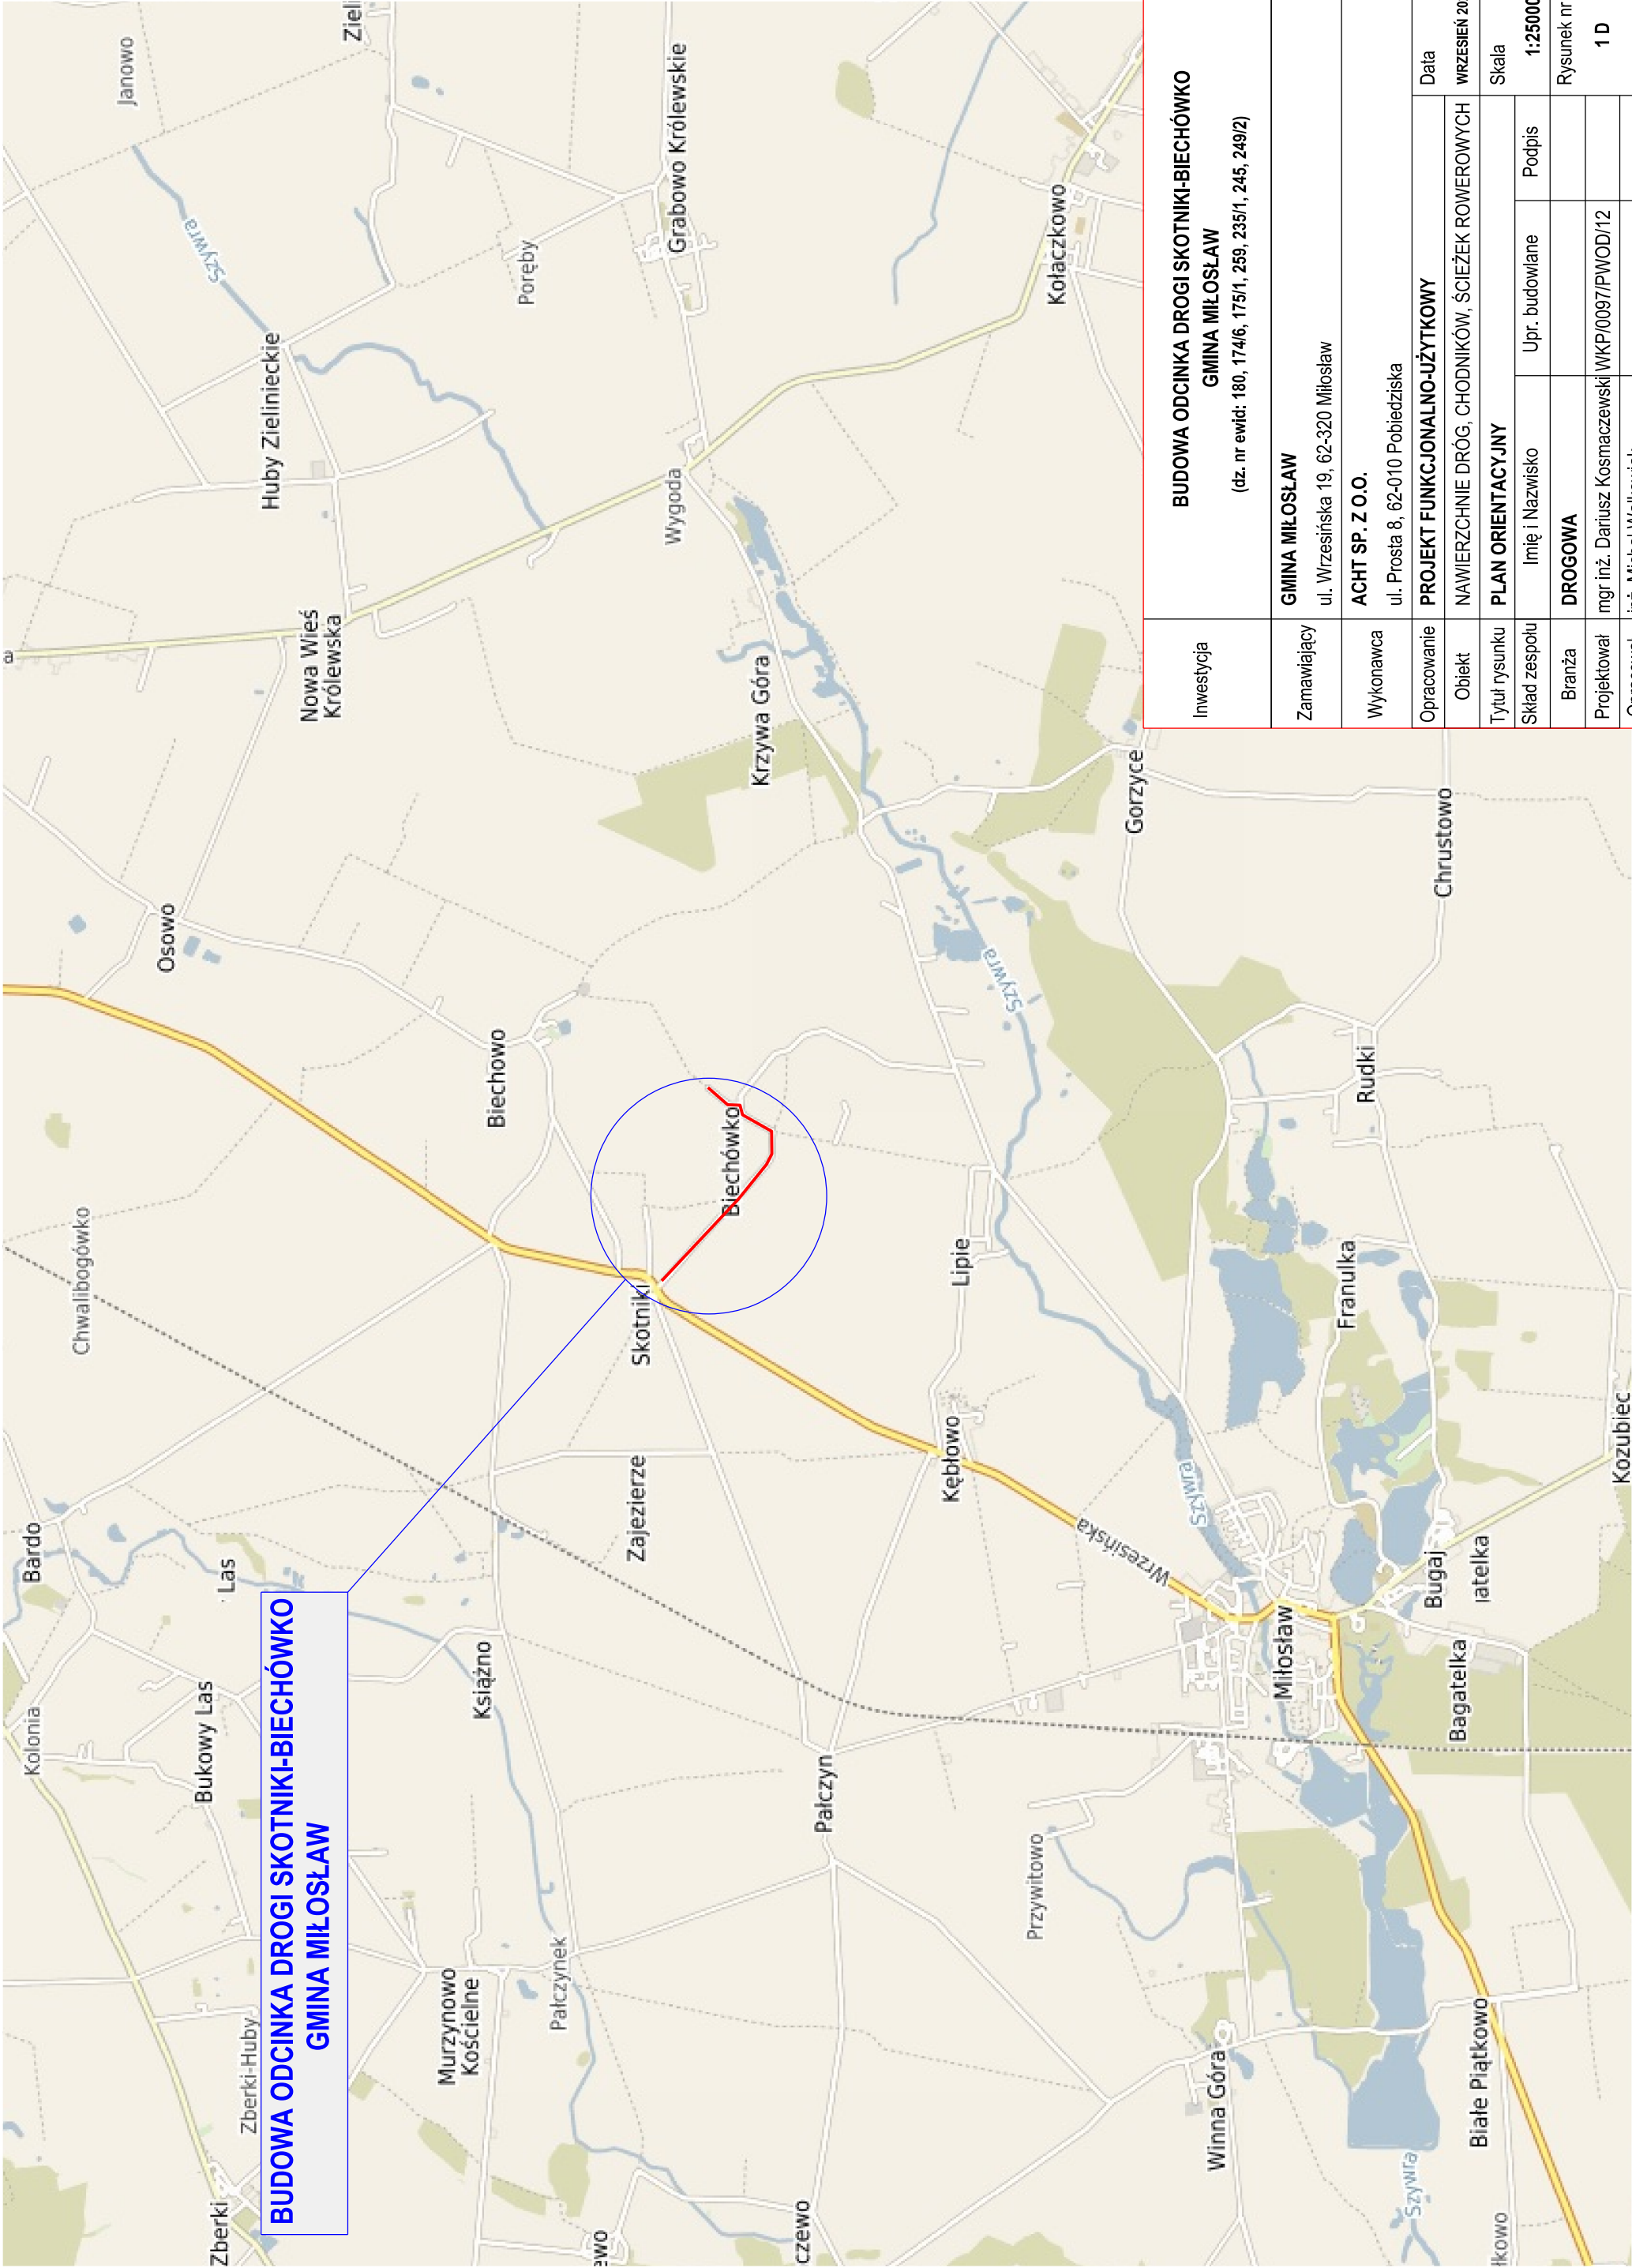 BUDOWA ODCINKA DROGI SKOTNIKI-BIECHÓWKO
GMINA MIŁOSŁAW
Zberki
Zberki-Huby
Kolonia
Bukowy Las
Bardo
Las
Chwalibogówko
Osowo
Janowo
Szywra
Huby Zielinieckie
Nowa Wieś
Królewska
Murzynowo
Kościelne
Pałczynek
Książno
Biechowo
Poręby
Grabowo Królewskie
Wygoda
Zajezierze
Skotniki
Biechówko
Krzywa Góra
Pałczyn
Przywitowo
Kębłowo
Lipie
Szywra
Kołaczkowo
Gorzyce
Wrzesińska
Szywra
Winna Góra
Miłosław
Franulka
Rudki
Chrustowo
Szywra
Białe Piątkowo
Bagatelka
Bugaj
Kozubiec
Inwestycja
BUDOWA ODCINKA DROGI SKOTNIKI-BIECHÓWKO
GMINA MIŁOSŁAW
(dz. nr ewid: 180, 174/6, 175/1, 259, 235/1, 245, 249/2)
Zamawiający
GMINA MIŁOSŁAW
ul. Wrzesińska 19, 62-320 Miłosław
Wykonawca
ACHT SP. Z O.O.
ul. Prosta 8, 62-010 Pobiedziska
Opracowanie PROJEKT FUNKCJONALNO-UŻYTKOWY Data
Obiekt NAWIERZCHNIE DRÓG, CHODNIKÓW, ŚCIEŻEK ROWEROWYCH WRZESIEŃ 20
Tytuł rysunku PLAN ORIENTACYJNY Skala
Skład zespołu Imię i Nazwisko Upr. budowlane Podpis 1:25000
Branża DROGOWA Rysunek nr
Projektował mgr inż. Dariusz Kosmaczewski WKP/0097/PWOD/12 1 D